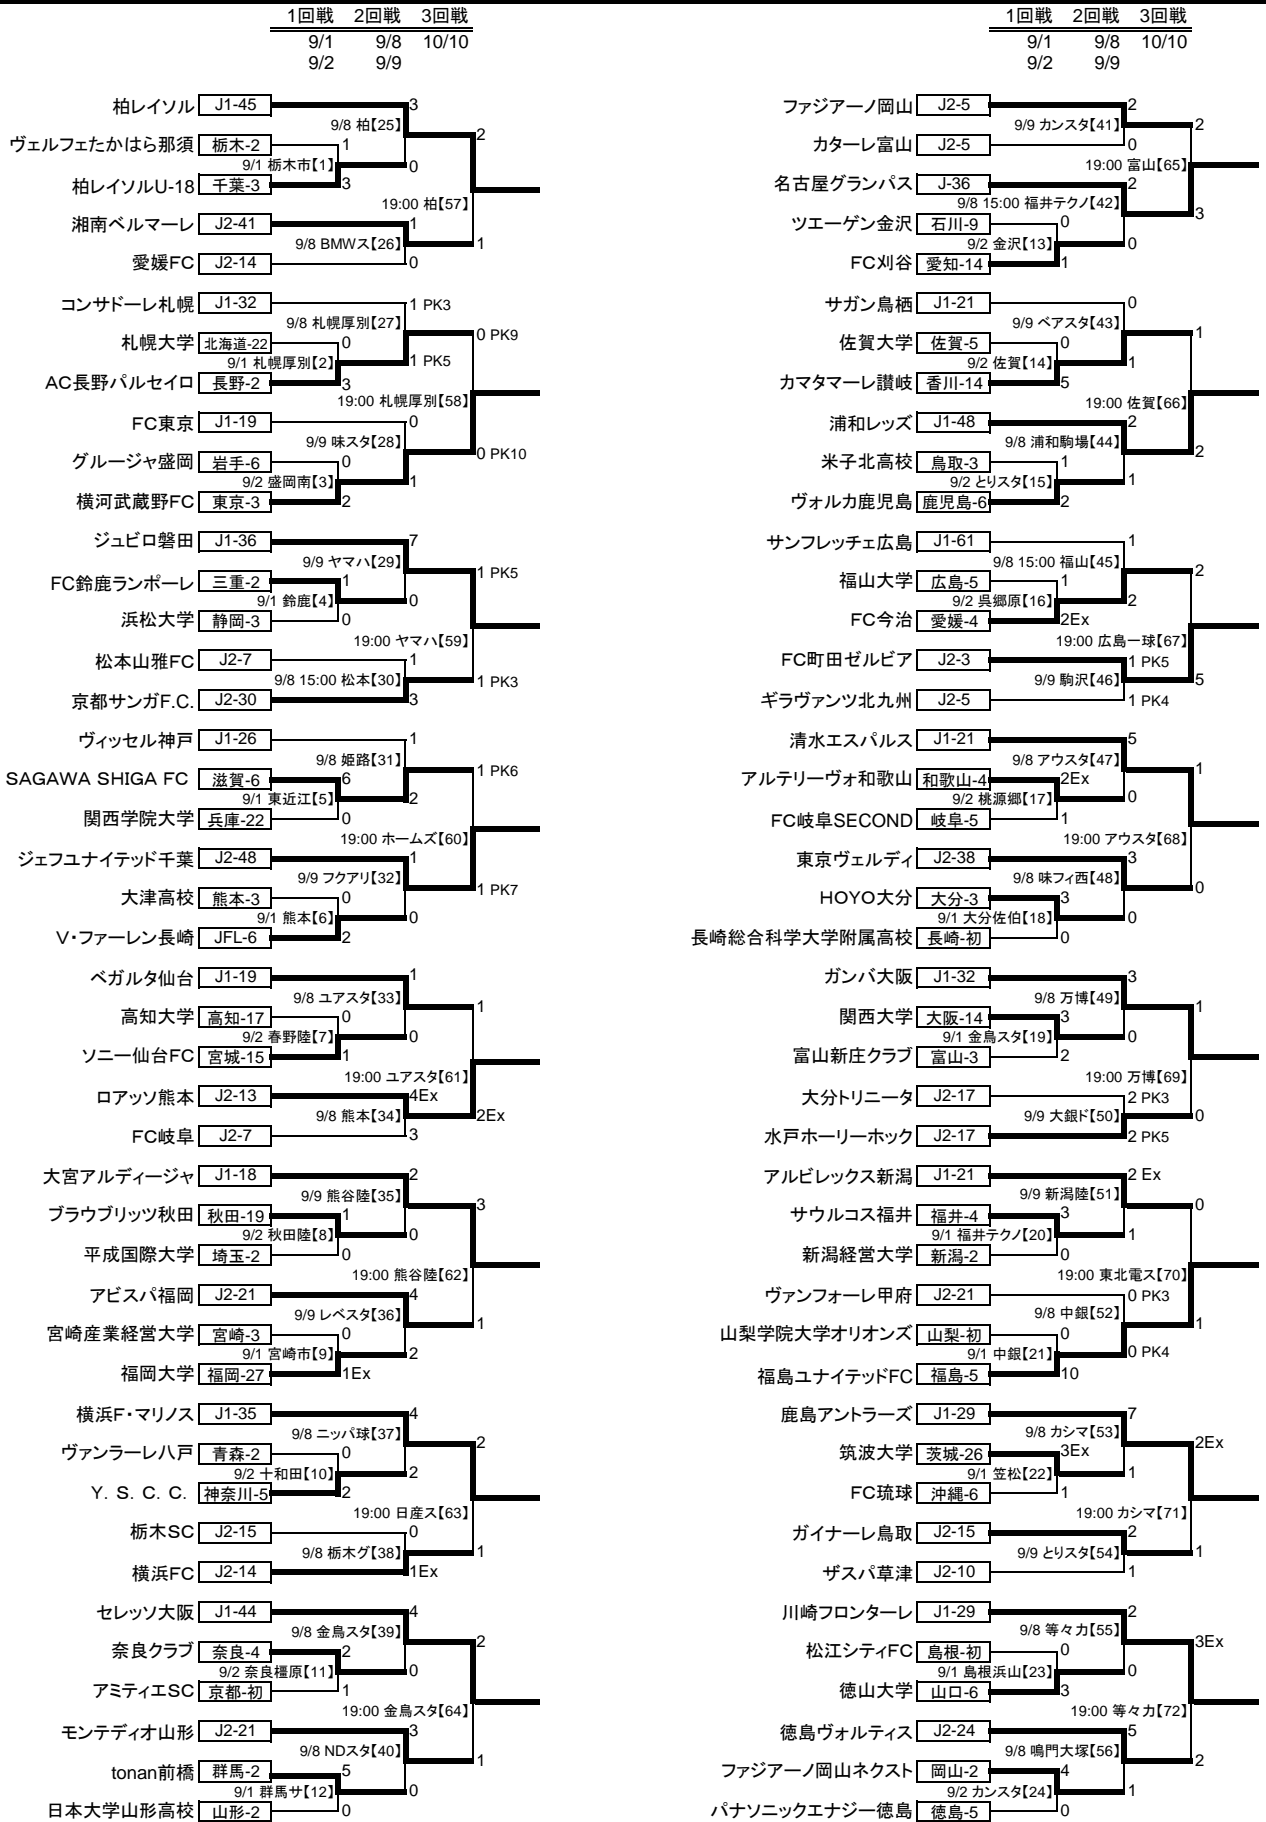 1回戦 2回戦 3回戦
9/1 9/8 10/10
9/2 9/9
柏レイソル J1-45 3
9/8 柏【25】 2
ヴェルフェたかはら那須 栃木-2 1
9/1 栃木市【1】 0
柏レイソルU-18 千葉-3 3
19:00 柏【57】
湘南ベルマーレ J2-41 1
9/8 BMWス【26】 1
愛媛FC J2-14 0
コンサドーレ札幌 J1-32 1 PK3
9/8 札幌厚別【27】 0 PK9
札幌大学 北海道-22 0
9/1 札幌厚別【2】 1 PK5
AC長野パルセイロ 長野-2 3
19:00 札幌厚別【58】
FC東京 J1-19 0
9/9 味スタ【28】 0 PK10
グルージャ盛岡 岩手-6 0
9/2 盛岡南【3】 1
横河武蔵野FC 東京-3 2
ジュビロ磐田 J1-36 7
9/9 ヤマハ【29】 1 PK5
FC鈴鹿ランポーレ 三重-2 1
9/1 鈴鹿【4】 0
浜松大学 静岡-3 0
19:00 ヤマハ【59】
松本山雅FC J2-7 1
9/8 15:00 松本【30】 1 PK3
京都サンガF.C. J2-30 3
ヴィッセル神戸 J1-26 1
9/8 姫路【31】 1 PK6
SAGAWA SHIGA FC 滋賀-6 6
9/1 東近江【5】 2
関西学院大学 兵庫-22 0
19:00 ホームズ【60】
ジェフユナイテッド千葉 J2-48 1
9/9 フクアリ【32】 1 PK7
大津高校 熊本-3 0
9/1 熊本【6】 0
V・ファーレン長崎 JFL-6 2
ベガルタ仙台 J1-19 1
9/8 ユアスタ【33】 1
高知大学 高知-17 0
9/2 春野陸【7】 0
ソニー仙台FC 宮城-15 1
19:00 ユアスタ【61】
ロアッソ熊本 J2-13 4Ex
9/8 熊本【34】 2Ex
FC岐阜 J2-7 3
大宮アルディージャ J1-18 2
9/9 熊谷陸【35】 3
ブラウブリッツ秋田 秋田-19 1
9/2 秋田陸【8】 0
平成国際大学 埼玉-2 0
19:00 熊谷陸【62】
アビスパ福岡 J2-21 4
9/9 レベスタ【36】 1
宮崎産業経営大学 宮崎-3 0
9/1 宮崎市【9】 2
福岡大学 福岡-27 1Ex
横浜F・マリノス J1-35 4
9/8 ニッパ球【37】 2
ヴァンラーレ八戸 青森-2 0
9/2 十和田【10】 2
Y. S. C. C. 神奈川-5 2
19:00 日産ス【63】
栃木SC J2-15 0
9/8 栃木グ【38】 1
横浜FC J2-14 1Ex
セレッソ大阪 J1-44 4
9/8 金鳥スタ【39】 2
奈良クラブ 奈良-4 2
9/2 奈良橿原【11】 0
アミティエSC 京都-初 1
19:00 金鳥スタ【64】
モンテディオ山形 J2-21 3
9/8 NDスタ【40】 1
tonan前橋 群馬-2 5
9/1 群馬サ【12】 0
日本大学山形高校 山形-2 0
1回戦 2回戦 3回戦
9/1 9/8 10/10
9/2 9/9
ファジアーノ岡山 J2-5 2
9/9 カンスタ【41】 2
カターレ富山 J2-5 0
19:00 富山【65】
名古屋グランパス J-36 2
9/8 15:00 福井テクノ【42】 3
ツエーゲン金沢 石川-9 0
9/2 金沢【13】 0
FC刈谷 愛知-14 1
サガン鳥栖 J1-21 0
9/9 ベアスタ【43】 1
佐賀大学 佐賀-5 0
9/2 佐賀【14】 1
カマタマーレ讃岐 香川-14 5
19:00 佐賀【66】
浦和レッズ J1-48 2
9/8 浦和駒場【44】 2
米子北高校 鳥取-3 1
9/2 とりスタ【15】 1
ヴォルカ鹿児島 鹿児島-6 2
サンフレッチェ広島 J1-61 1
9/8 15:00 福山【45】 2
福山大学 広島-5 1
9/2 呉郷原【16】 2
FC今治 愛媛-4 2Ex
19:00 広島一球【67】
FC町田ゼルビア J2-3 1 PK5
9/9 駒沢【46】 5
ギラヴァンツ北九州 J2-5 1 PK4
清水エスパルス J1-21 5
9/8 アウスタ【47】 1
アルテリーヴォ和歌山 和歌山-4 2Ex
9/2 桃源郷【17】 0
FC岐阜SECOND 岐阜-5 1
19:00 アウスタ【68】
東京ヴェルディ J2-38 3
9/8 味フィ西【48】 0
HOYO大分 大分-3 3
9/1 大分佐伯【18】 0
長崎総合科学大学附属高校 長崎-初 0
ガンバ大阪 J1-32 3
9/8 万博【49】 1
関西大学 大阪-14 3
9/1 金鳥スタ【19】 0
富山新庄クラブ 富山-3 2
19:00 万博【69】
大分トリニータ J2-17 2 PK3
9/9 大銀ド【50】 0
水戸ホーリーホック J2-17 2 PK5
アルビレックス新潟 J1-21 2 Ex
9/9 新潟陸【51】 0
サウルコス福井 福井-4 3
9/1 福井テクノ【20】 1
新潟経営大学 新潟-2 0
19:00 東北電ス【70】
ヴァンフォーレ甲府 J2-21 0 PK3
9/8 中銀【52】 1
山梨学院大学オリオンズ 山梨-初 0
9/1 中銀【21】 0 PK4
福島ユナイテッドFC 福島-5 10
鹿島アントラーズ J1-29 7
9/8 カシマ【53】 2Ex
筑波大学 茨城-26 3Ex
9/1 笠松【22】 1
FC琉球 沖縄-6 1
19:00 カシマ【71】
ガイナーレ鳥取 J2-15 2
9/9 とりスタ【54】 1
ザスパ草津 J2-10 1
川崎フロンターレ J1-29 2
9/8 等々力【55】 3Ex
松江シティFC 島根-初 0
9/1 島根浜山【23】 0
徳山大学 山口-6 3
19:00 等々力【72】
徳島ヴォルティス J2-24 5
9/8 鳴門大塚【56】 2
ファジアーノ岡山ネクスト 岡山-2 4
9/2 カンスタ【24】 1
パナソニックエナジー徳島 徳島-5 0